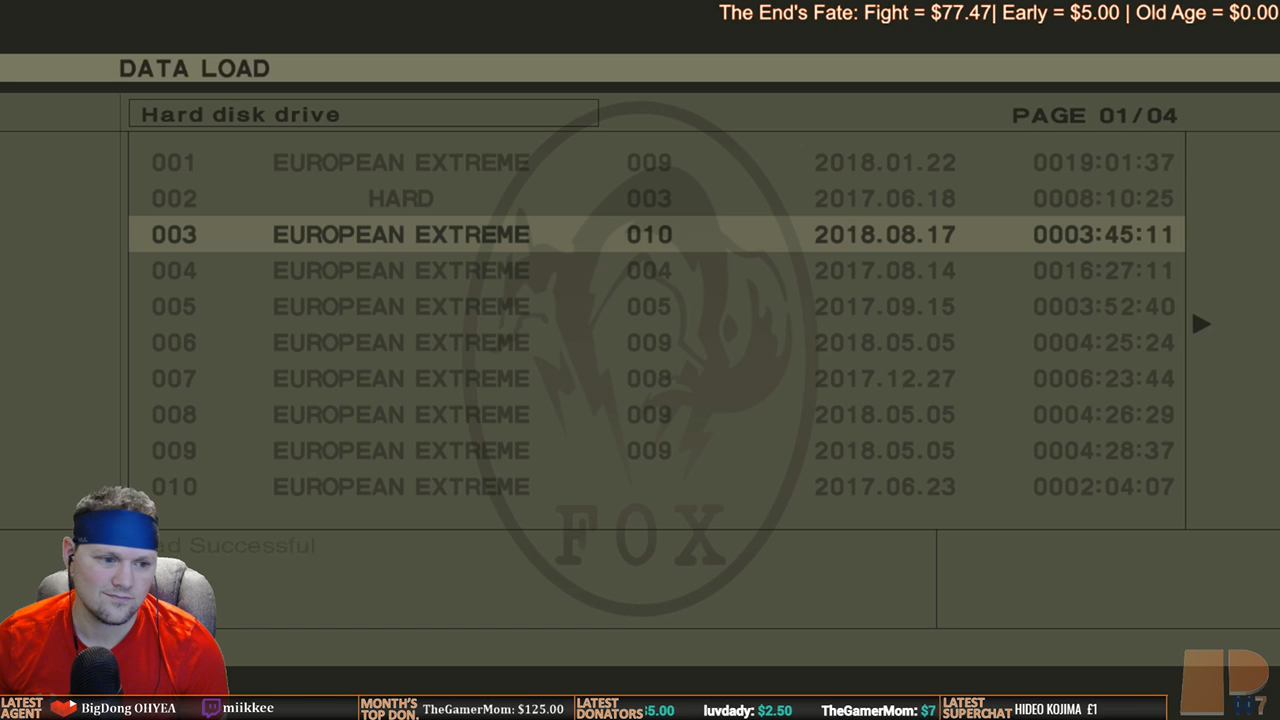 The End's Fate: Fight = $77.47| Early = $5.00 | Old Age = $0.00
DATA LOAD
Hard disk drive PAGE 01/04
001 EUROPEAN EXTREME 009 2018.01.22 0019:01:37
002 HARD 003 2017.06.18 0008:10:25
003 EUROPEAN EXTREME 010 2018.08.17 0003:45:11
004 EUROPEAN EXTREME 004 2017.08.14 0016:27:11
005 EUROPEAN EXTREME 005 2017.09.15 0003:52:40
006 EUROPEAN EXTREME 009 2018.05.05 0004:25:24
007 EUROPEAN EXTREME 008 2017.12.27 0006:23:44
008 EUROPEAN EXTREME 009 2018.05.05 0004:26:29
009 EUROPEAN EXTREME 009 2018.05.05 0004:28:37
010 EUROPEAN EXTREME 2017.06.23 0002:04:07
FOX
Successful
LATEST AGENT BigDong OHYEA miikkee MONTH'S TOP DON. TheGamerMom: $125.00 LATEST DONATORS $5.00 luvdady: $2.50 TheGamerMom: $7 LATEST SUPERCHAT HIDEO KOJIMA £1